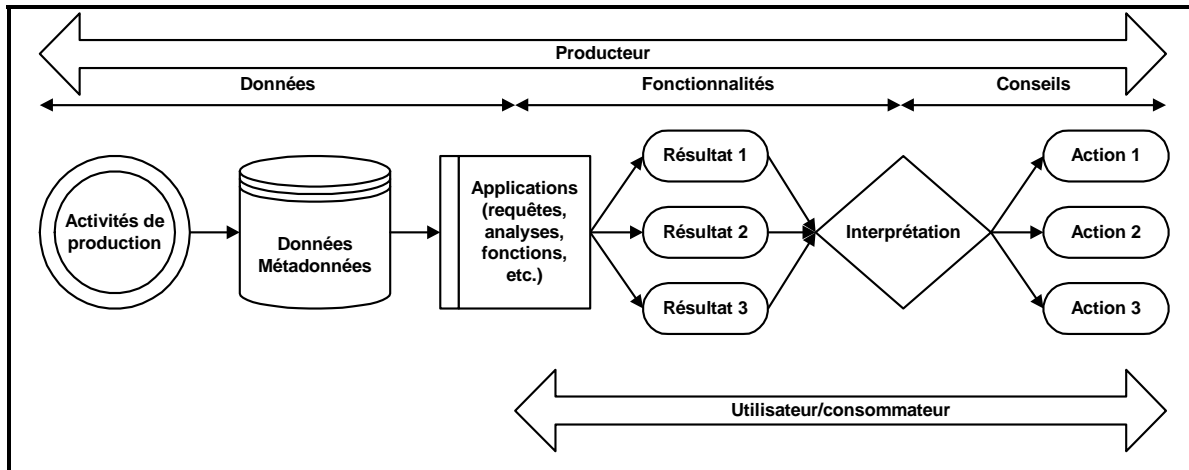 Producteur
Données
Fonctionnalités
Conseils
Activités de
production
Données
Métadonnées
Applications
(requêtes,
analyses,
fonctions,
etc.)
Résultat 1
Résultat 2
Résultat 3
Interprétation
Action 1
Action 2
Action 3
Utilisateur/consommateur